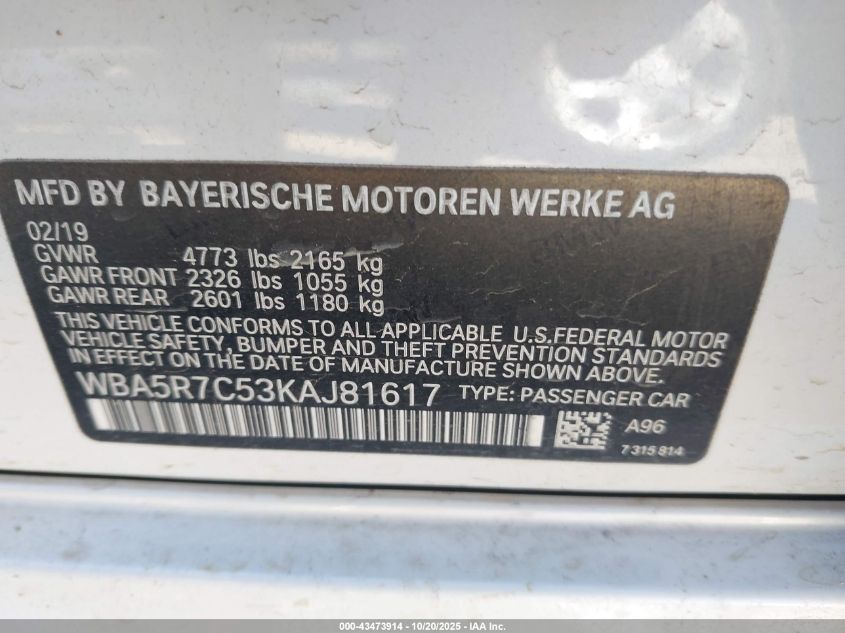 MFD BY BAYERISCHE MOTOREN WERKE AG
02/19
GVWR 4773 lbs 2165 kg
GAWR FRONT 2326 lbs 1055 kg
GAWR REAR 2601 lbs 1180 kg
THIS VEHICLE CONFORMS TO ALL APPLICABLE U.S.FEDERAL MOTOR
VEHICLE SAFETY, BUMPER AND THEFT PREVENTION STANDARDS
IN EFFECT ON THE DATE OF MANUFACTURE SHOWN ABOVE.
WBA5R7C53KAJ81617 TYPE: PASSENGER CAR
A96
7315814
000-43473914 - 10/20/2025 - IAA Inc.